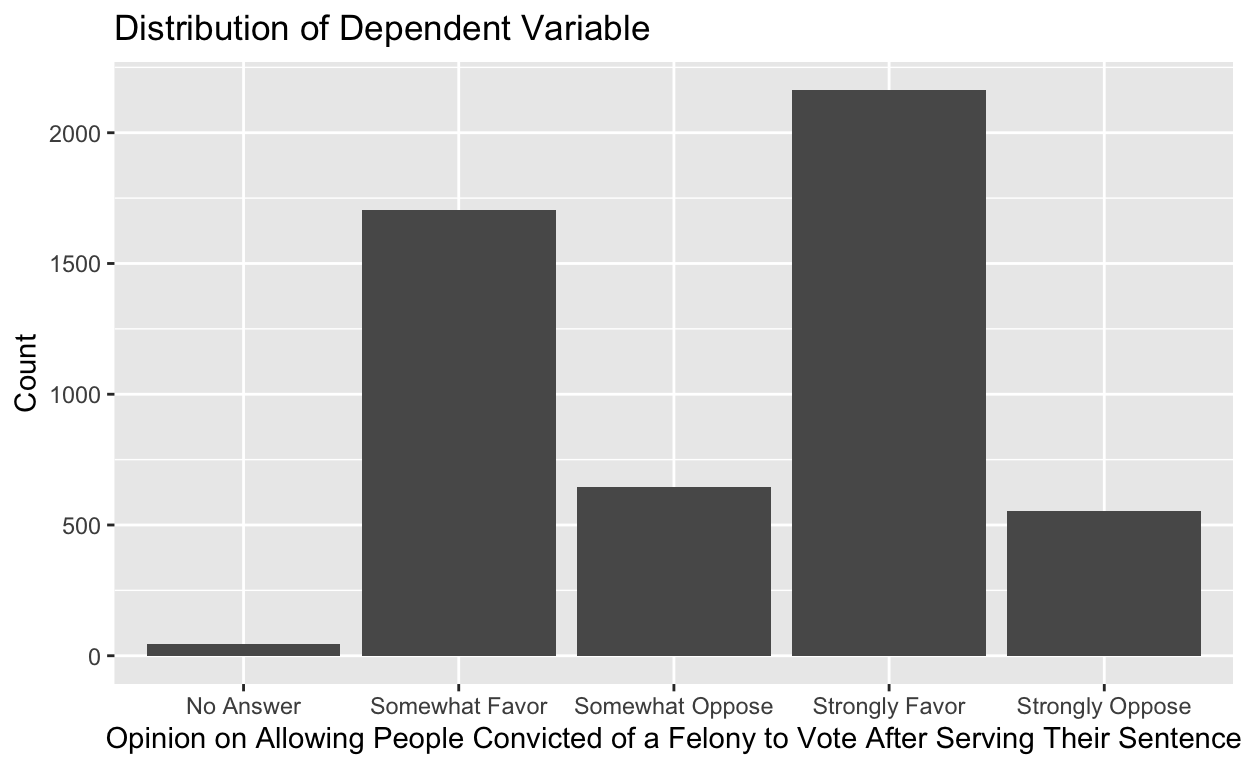 Distribution of Dependent Variable
Count
2000
1500
1000
500
0
No Answer Somewhat Favor Somewhat Oppose Strongly Favor Strongly Oppose
Opinion on Allowing People Convicted of a Felony to Vote After Serving Their Sentence